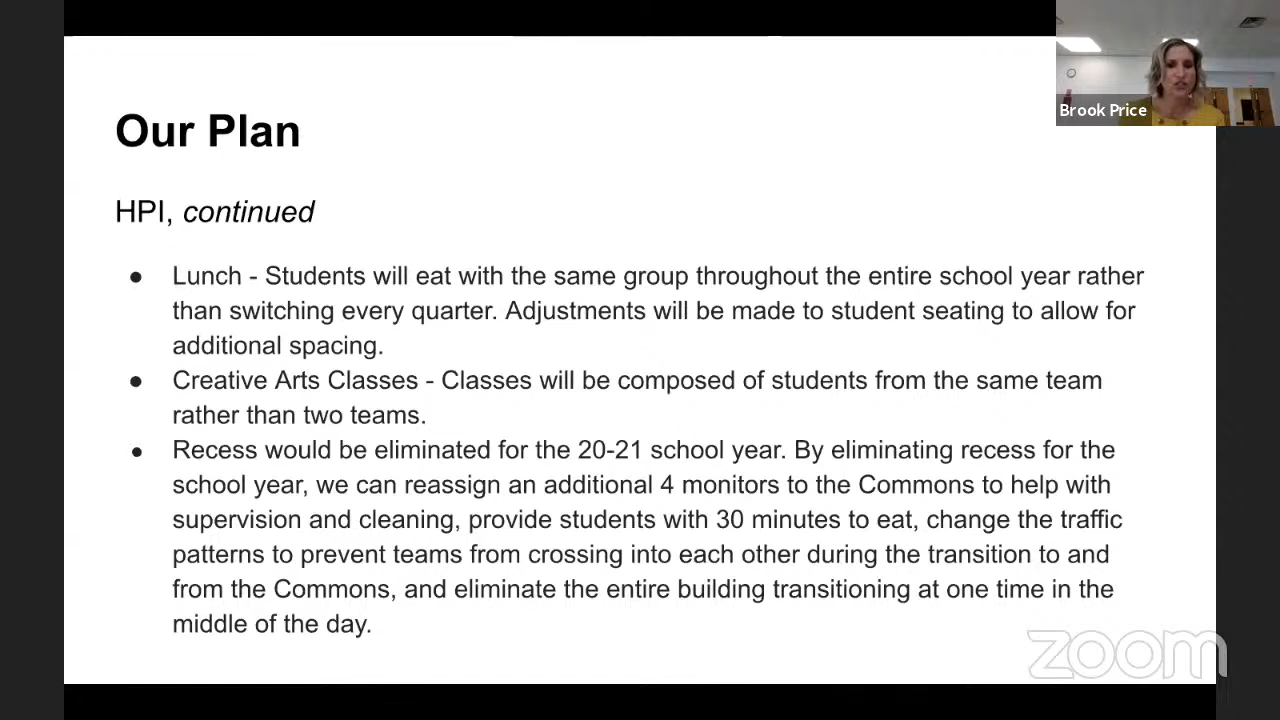 Brook Price
Our Plan
HPI, continued
● Lunch - Students will eat with the same group throughout the entire school year rather
than switching every quarter. Adjustments will be made to student seating to allow for
additional spacing.
● Creative Arts Classes - Classes will be composed of students from the same team
rather than two teams.
● Recess would be eliminated for the 20-21 school year. By eliminating recess for the
school year, we can reassign an additional 4 monitors to the Commons to help with
supervision and cleaning, provide students with 30 minutes to eat, change the traffic
patterns to prevent teams from crossing into each other during the transition to and
from the Commons, and eliminate the entire building transitioning at one time in the
middle of the day.
zoom